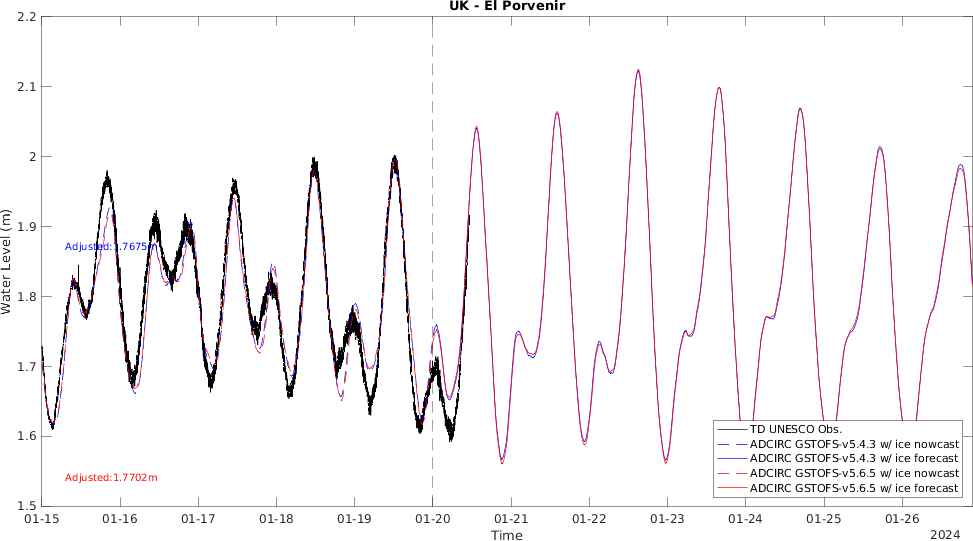 UK - El Porvenir
2.2
2.1
2
1.9
1.8
1.7
1.6
1.5
Water Level (m)
Adjusted:1.7675m
Adjusted:1.7702m
TD UNESCO Obs.
ADCIRC GSTOFS-v5.4.3 w/ ice nowcast
ADCIRC GSTOFS-v5.4.3 w/ ice forecast
ADCIRC GSTOFS-v5.6.5 w/ ice nowcast
ADCIRC GSTOFS-v5.6.5 w/ ice forecast
01-15 01-16 01-17 01-18 01-19 01-20 01-21 01-22 01-23 01-24 01-25 01-26
Time
2024